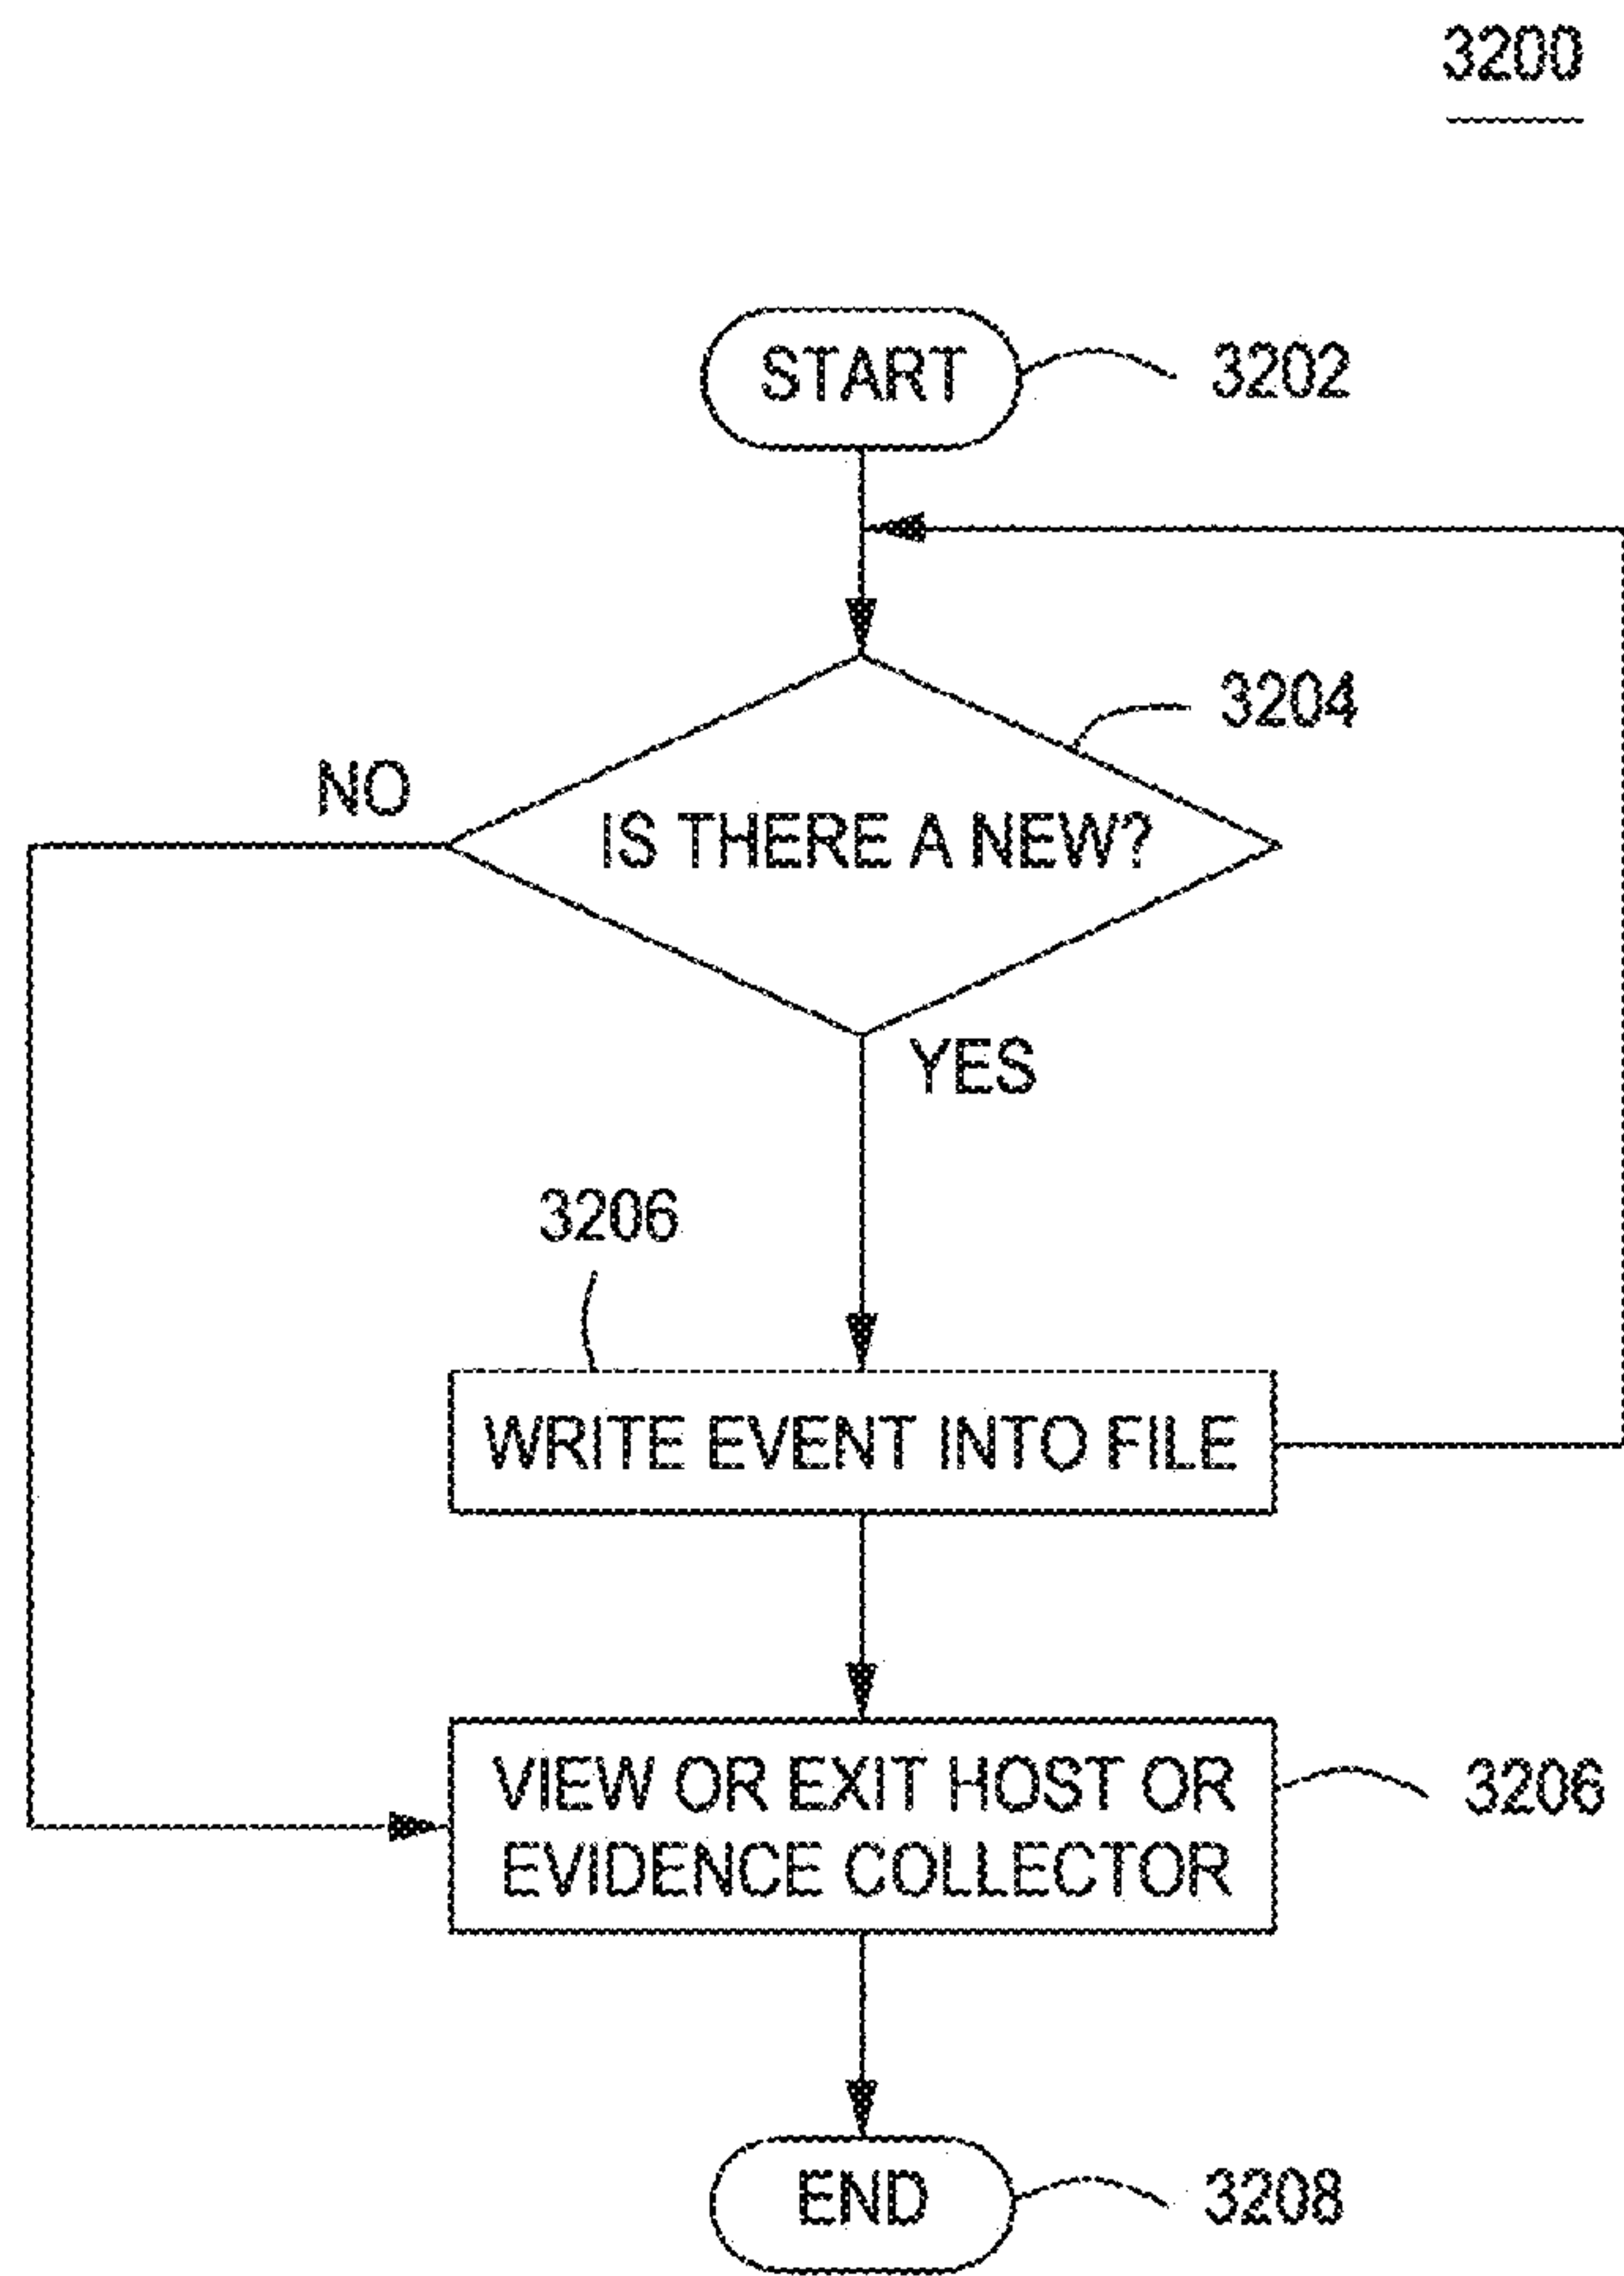 3200
START
3202
3204
NO
IS THERE A NEW?
YES
3206
WRITE EVENT INTO FILE
VIEW OR EXIT HOST OR
EVIDENCE COLLECTOR
3206
END
3208